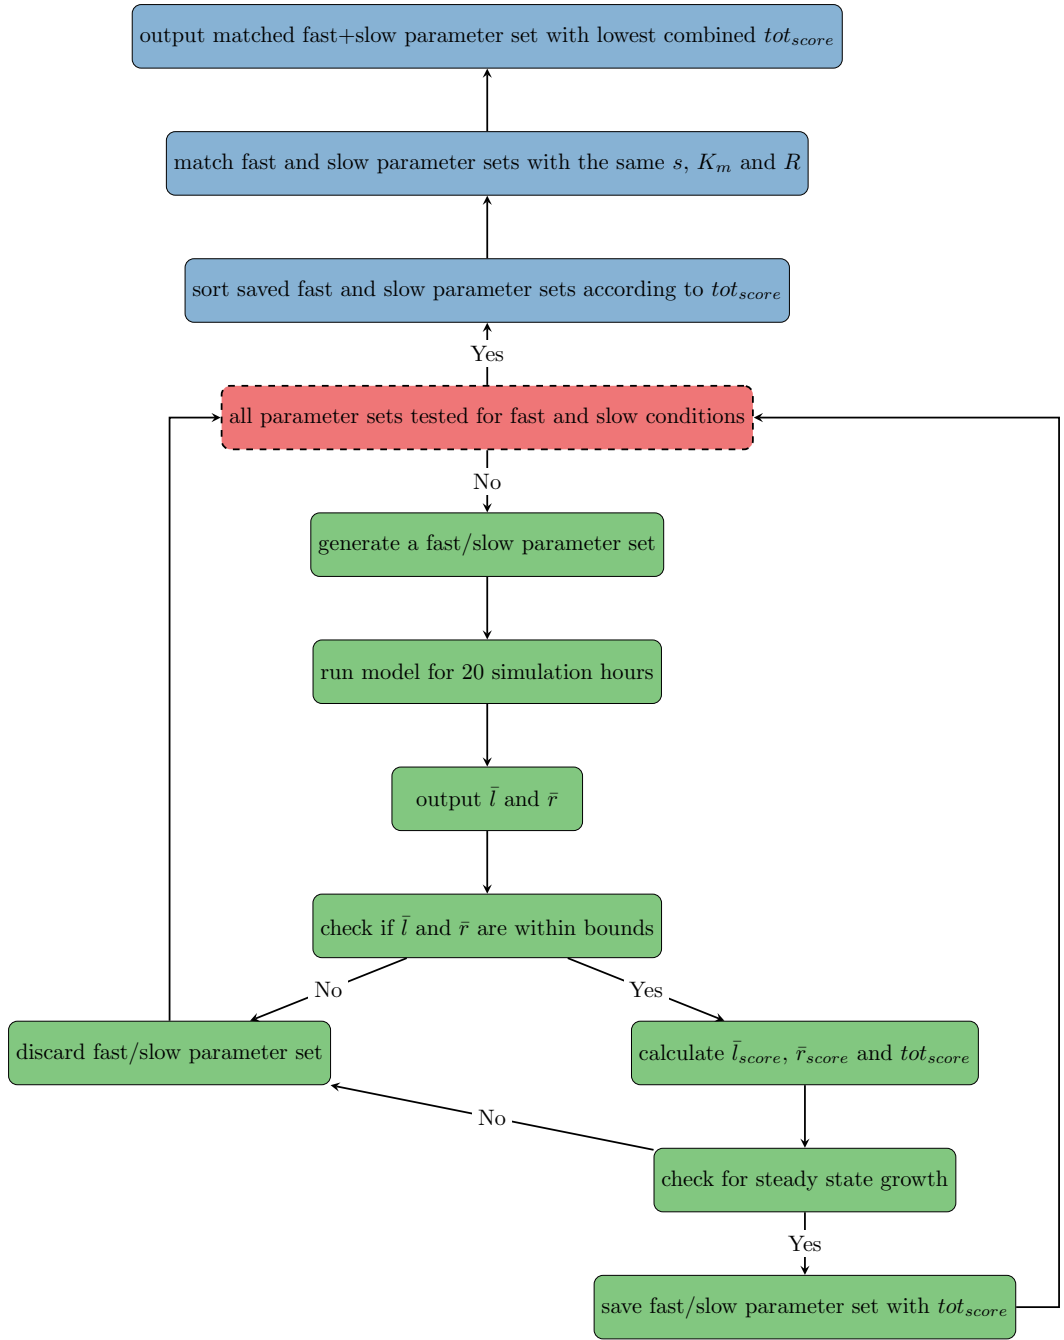 output matched fast+slow parameter set with lowest combined tot_score
match fast and slow parameter sets with the same s, K_m and R
sort saved fast and slow parameter sets according to tot_score
Yes
all parameter sets tested for fast and slow conditions
No
generate a fast/slow parameter set
run model for 20 simulation hours
output l̄ and r̄
check if l̄ and r̄ are within bounds
No
Yes
discard fast/slow parameter set
calculate l̄_score, r̄_score and tot_score
No
check for steady state growth
Yes
save fast/slow parameter set with tot_score